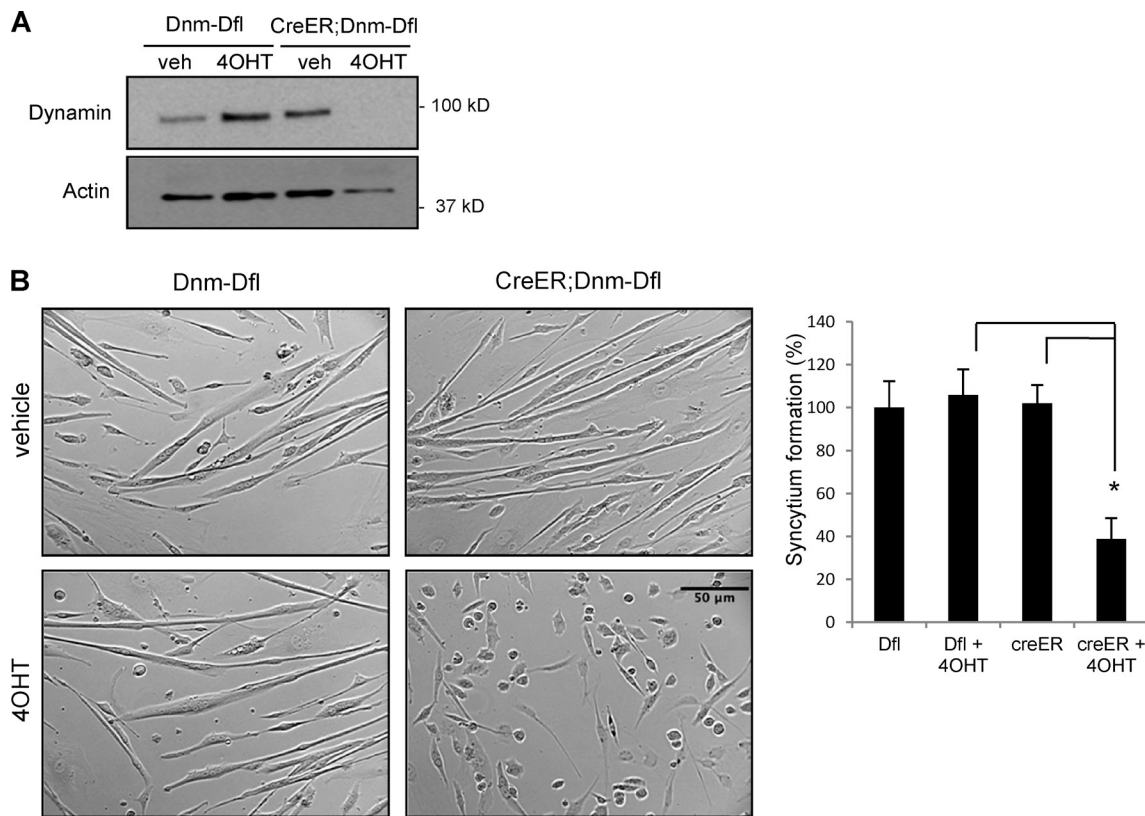 A
Dnm-Dfl CreER;Dnm-Dfl
veh 4OHT veh 4OHT
Dynamin
- 100 kD
Actin
- 37 kD
B
Dnm-Dfl CreER;Dnm-Dfl
vehicle
4OHT
50 µm
Syncytium formation (%)
140
120
100
80
60
40
20
0
*
Dfl Dfl + 4OHT creER creER + 4OHT